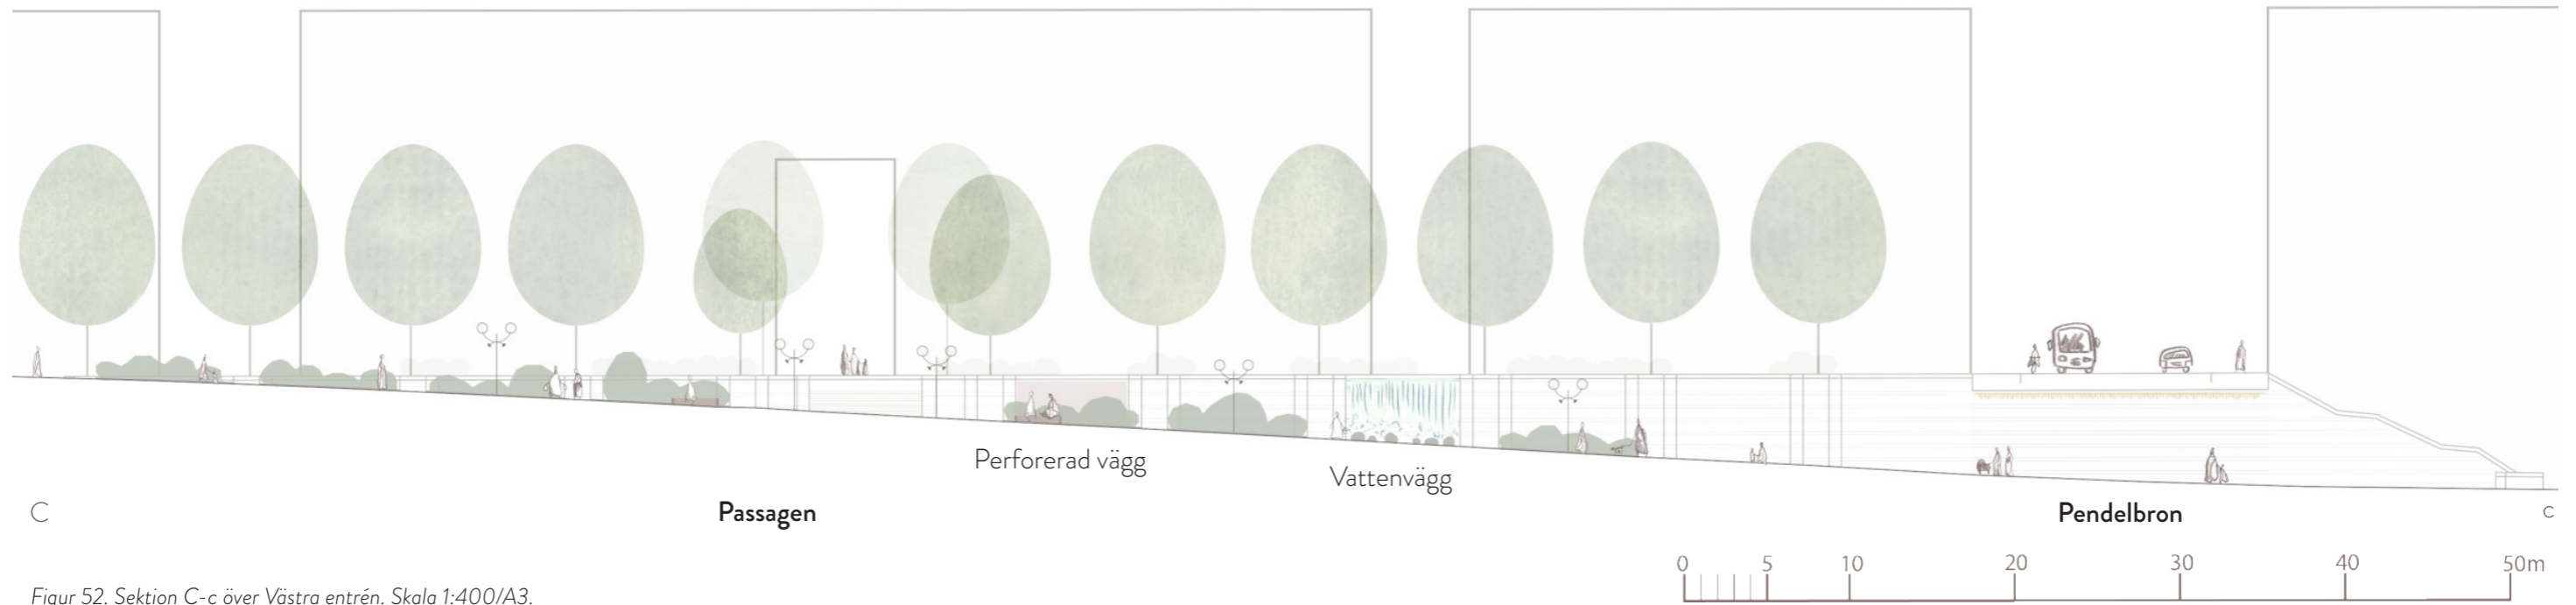 Perforerad vägg
Vattenvägg
C
Passagen
Pendelbron
c
0 5 10 20 30 40 50m
Figur 52. Sektion C-c över Västra entrén. Skala 1:400/A3.